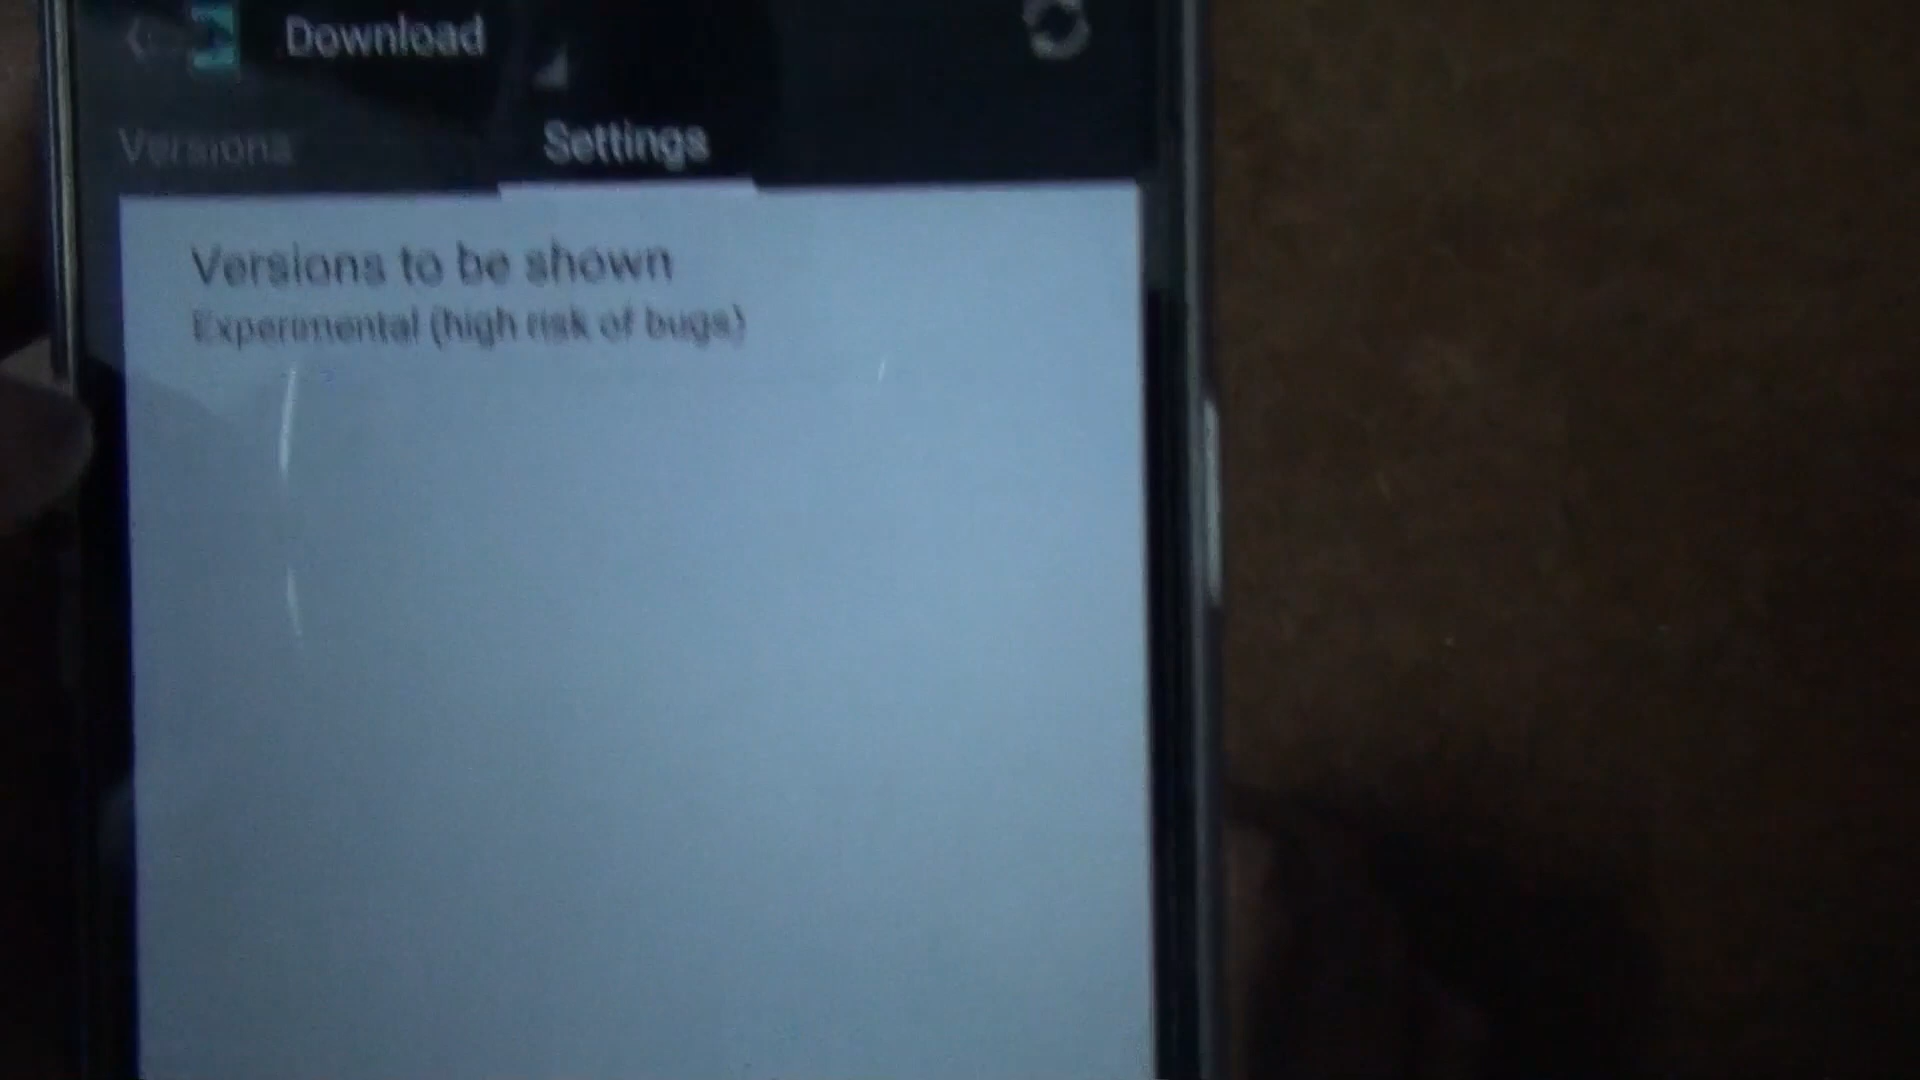 Download
Versions
Settings
Versions to be shown
Experimental (high risk of bugs)